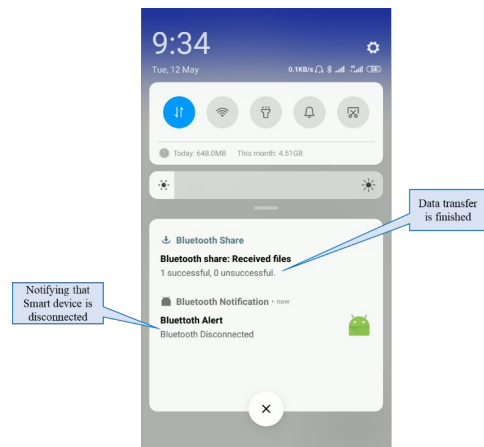 9:34
Tue, 12 May
0.1KB/s
Today: 648.0MB This month: 4.51GB
Data transfer
is finished
Bluetooth Share
Bluetooth share: Received files
1 successful, 0 unsuccessful.
Notifying that
Smart device is
disconnected
Bluetooth Notification • now
Bluettoth Alert
Bluetooth Disconnected